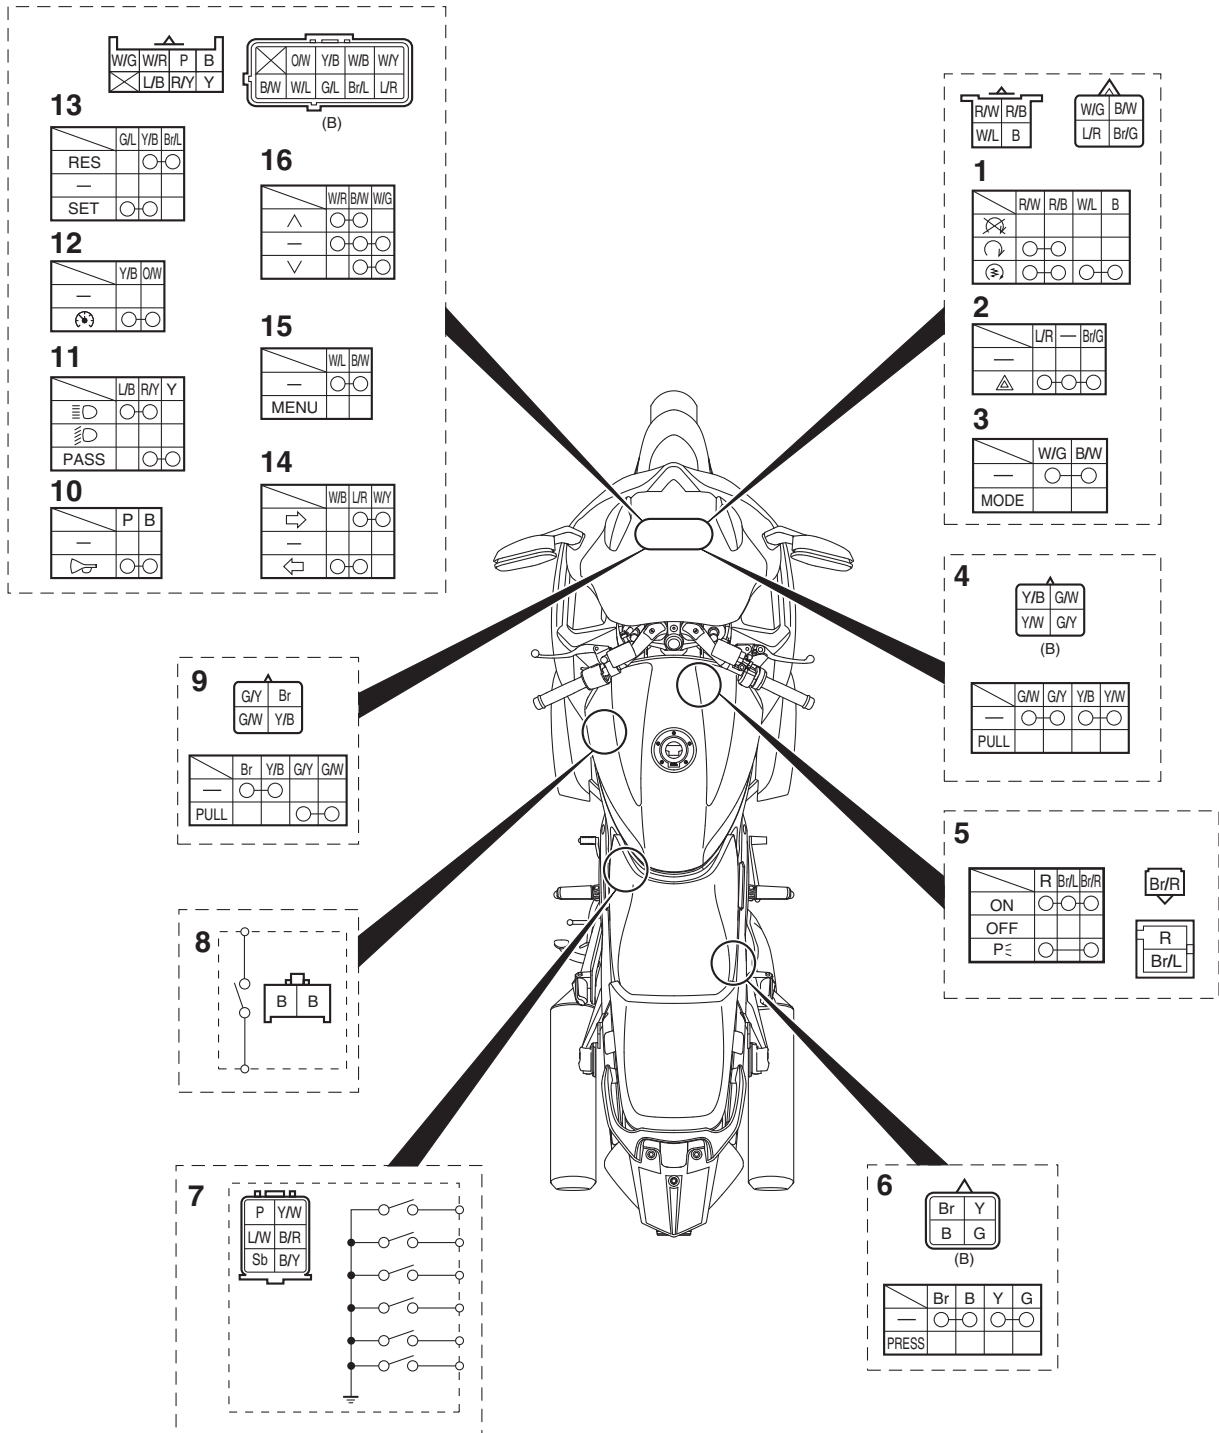 W/G W/R P B
L/B R/Y Y
O/W Y/B W/B W/Y
B/W W/L G/L Br/L L/R
(B)
13
G/L Y/B Br/L
RES
—
SET
12
Y/B O/W
—
11
L/B R/Y Y
PASS
10
P B
—
16
W/R B/W W/G
—
15
W/L B/W
—
MENU
14
W/B L/R W/Y
—
R/W R/B
W/L B
W/G B/W
L/R Br/G
1
R/W R/B W/L B
2
L/R — Br/G
—
3
W/G B/W
—
MODE
4
Y/B G/W
Y/W G/Y
(B)
G/W G/Y Y/B Y/W
—
PULL
9
G/Y Br
G/W Y/B
Br Y/B G/Y G/W
—
PULL
5
R Br/L Br/R
ON
OFF
P
Br/R
R
Br/L
8
B B
7
P Y/W
L/W B/R
Sb B/Y
6
Br Y
B G
(B)
Br B Y G
—
PRESS